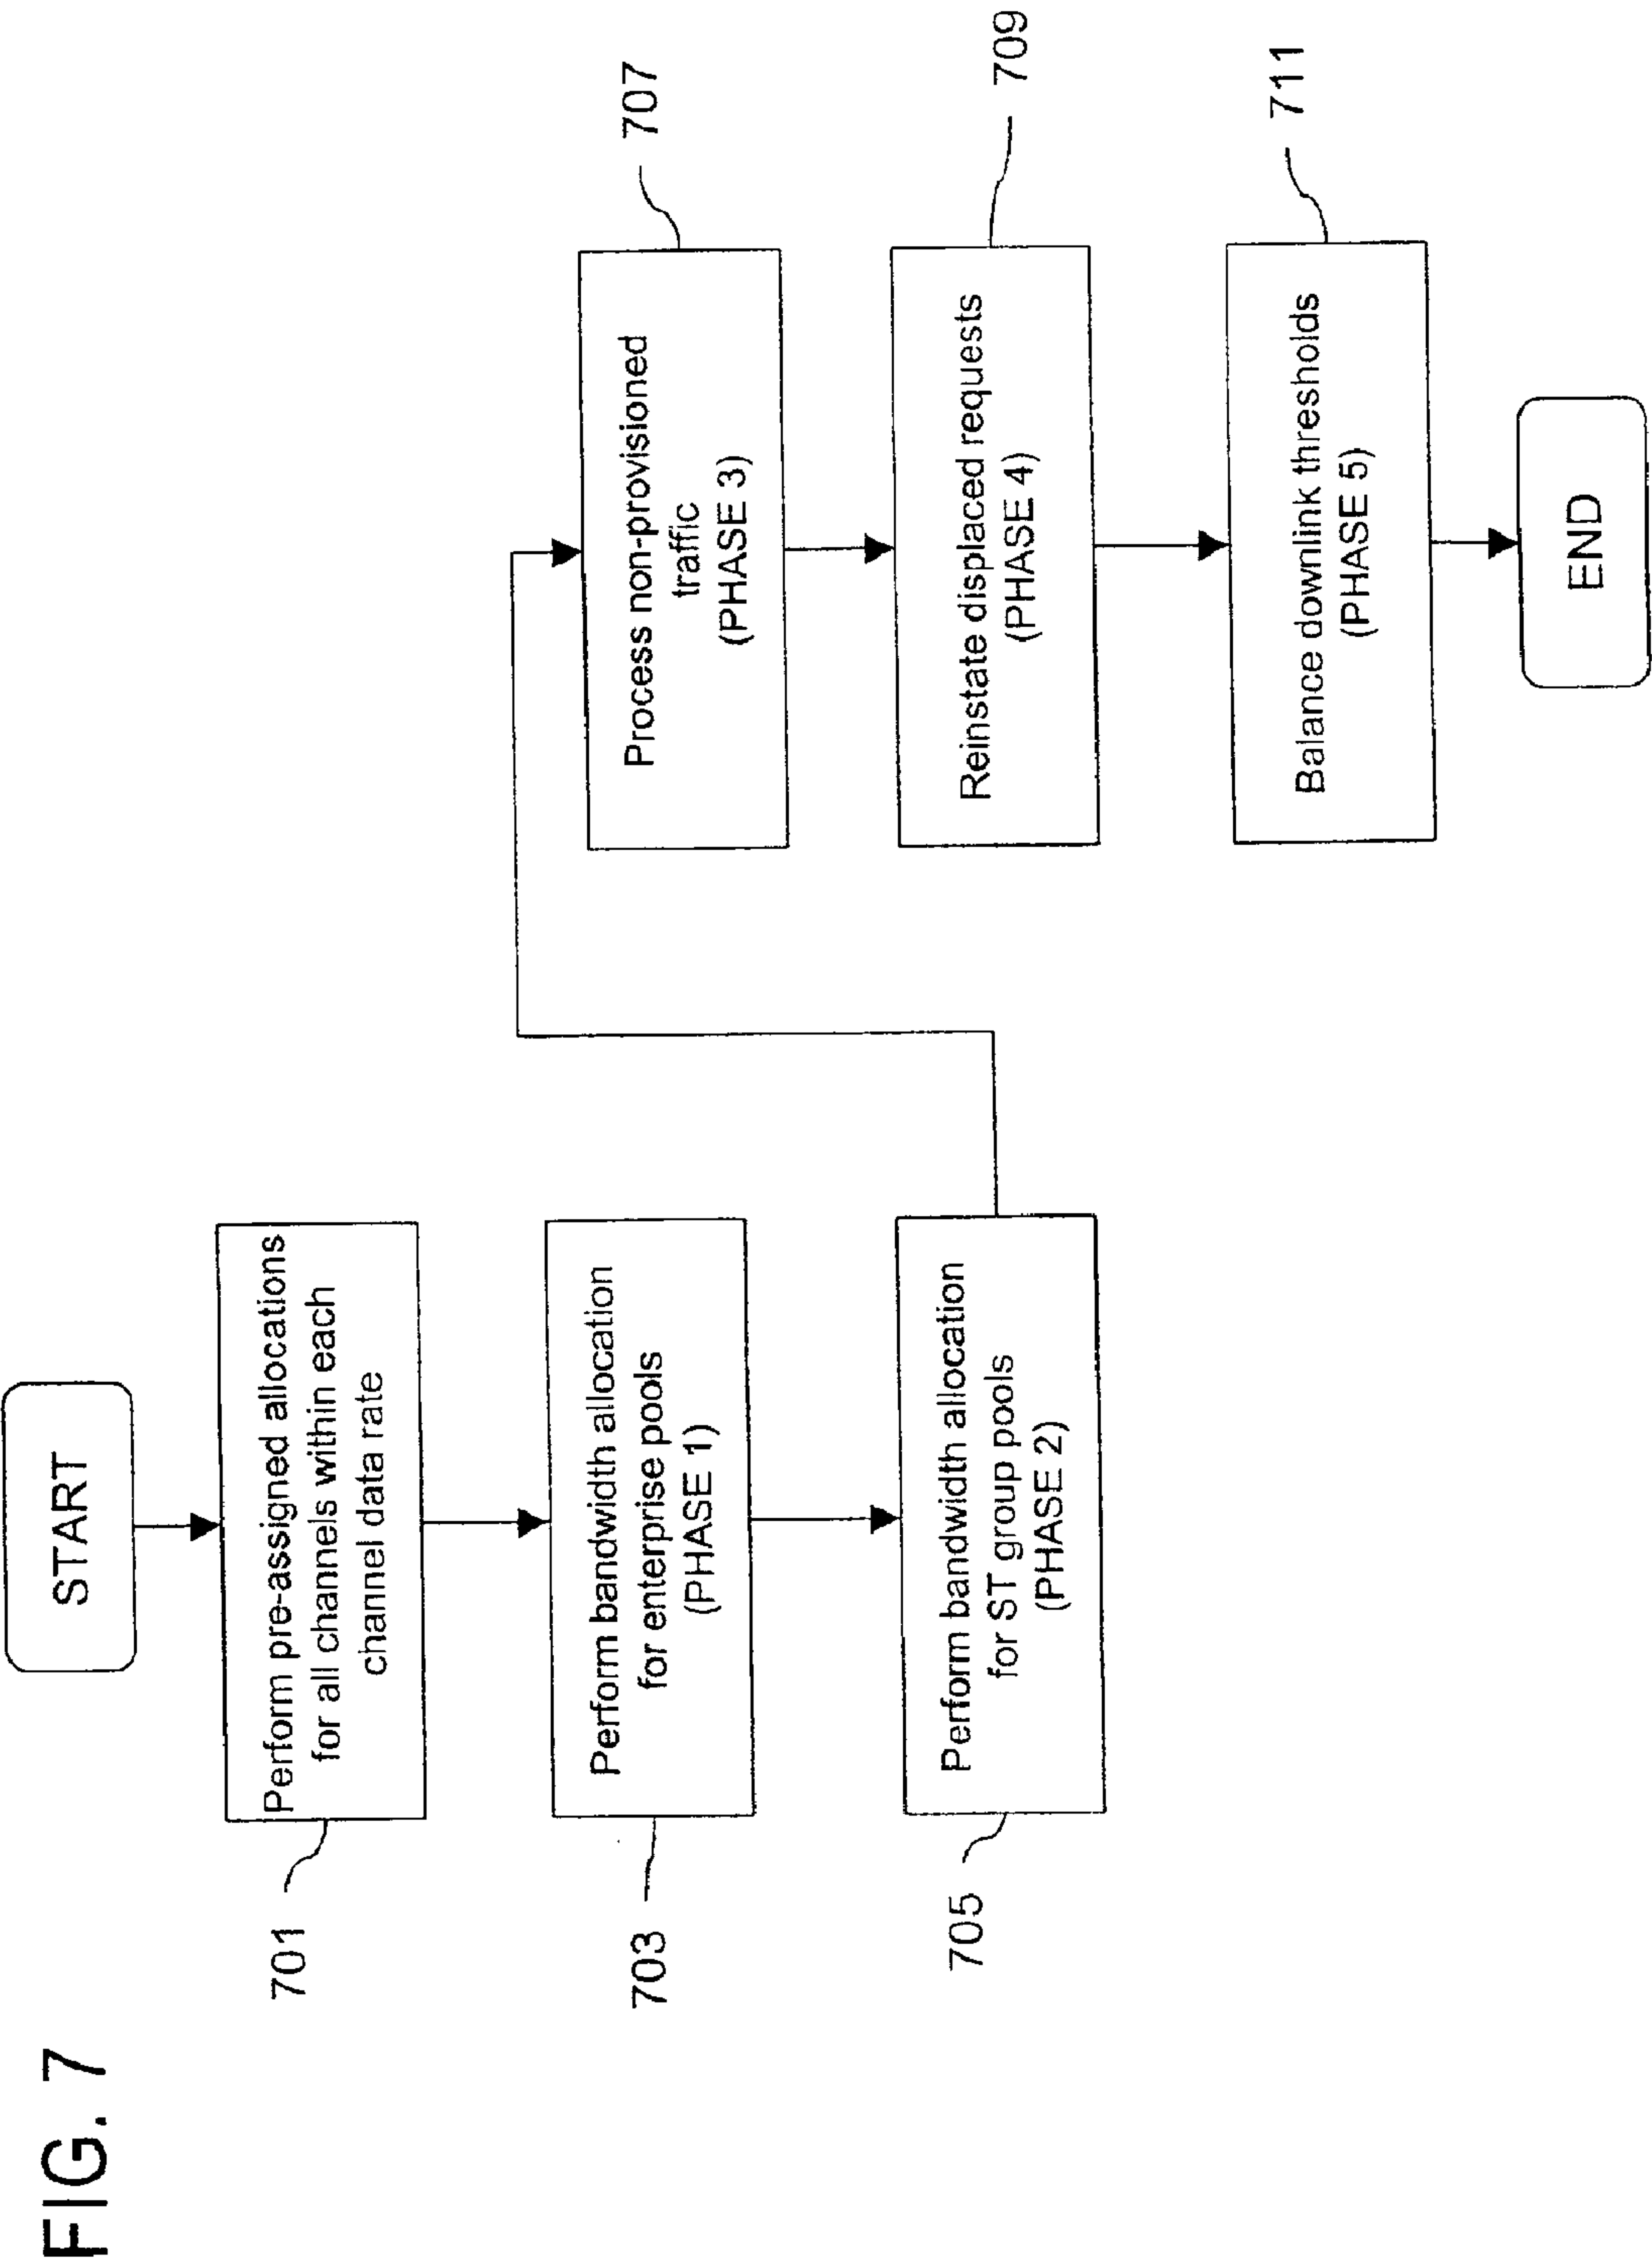 FIG. 7
START
701
Perform pre-assigned allocations
for all channels within each
channel data rate
703
Perform bandwidth allocation
for enterprise pools
(PHASE 1)
705
Perform bandwidth allocation
for ST group pools
(PHASE 2)
707
Process non-provisioned
traffic
(PHASE 3)
709
Reinstate displaced requests
(PHASE 4)
711
Balance downlink thresholds
(PHASE 5)
END